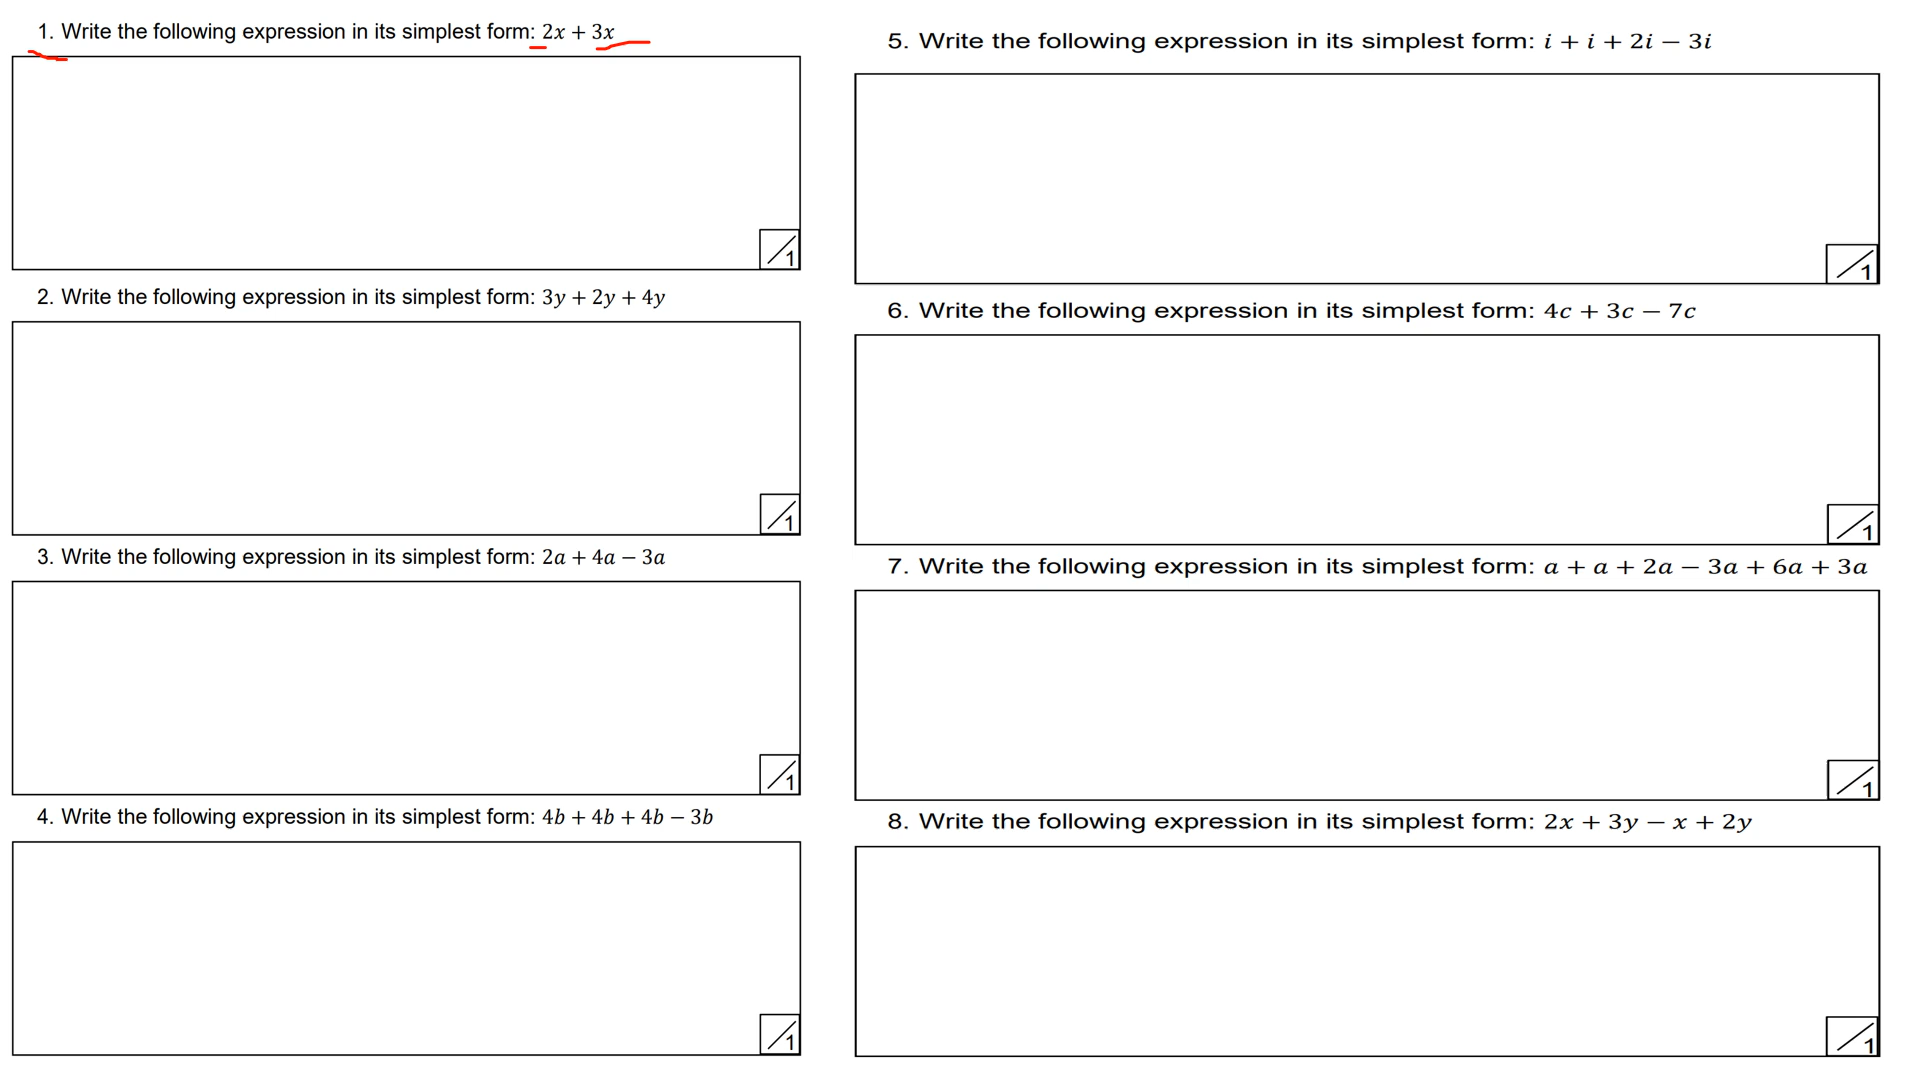 1. Write the following expression in its simplest form: 2x + 3x
/1
2. Write the following expression in its simplest form: 3y + 2y + 4y
/1
3. Write the following expression in its simplest form: 2a + 4a − 3a
/1
4. Write the following expression in its simplest form: 4b + 4b + 4b − 3b
/1
5. Write the following expression in its simplest form: i + i + 2i − 3i
/1
6. Write the following expression in its simplest form: 4c + 3c − 7c
/1
7. Write the following expression in its simplest form: a + a + 2a − 3a + 6a + 3a
/1
8. Write the following expression in its simplest form: 2x + 3y − x + 2y
/1